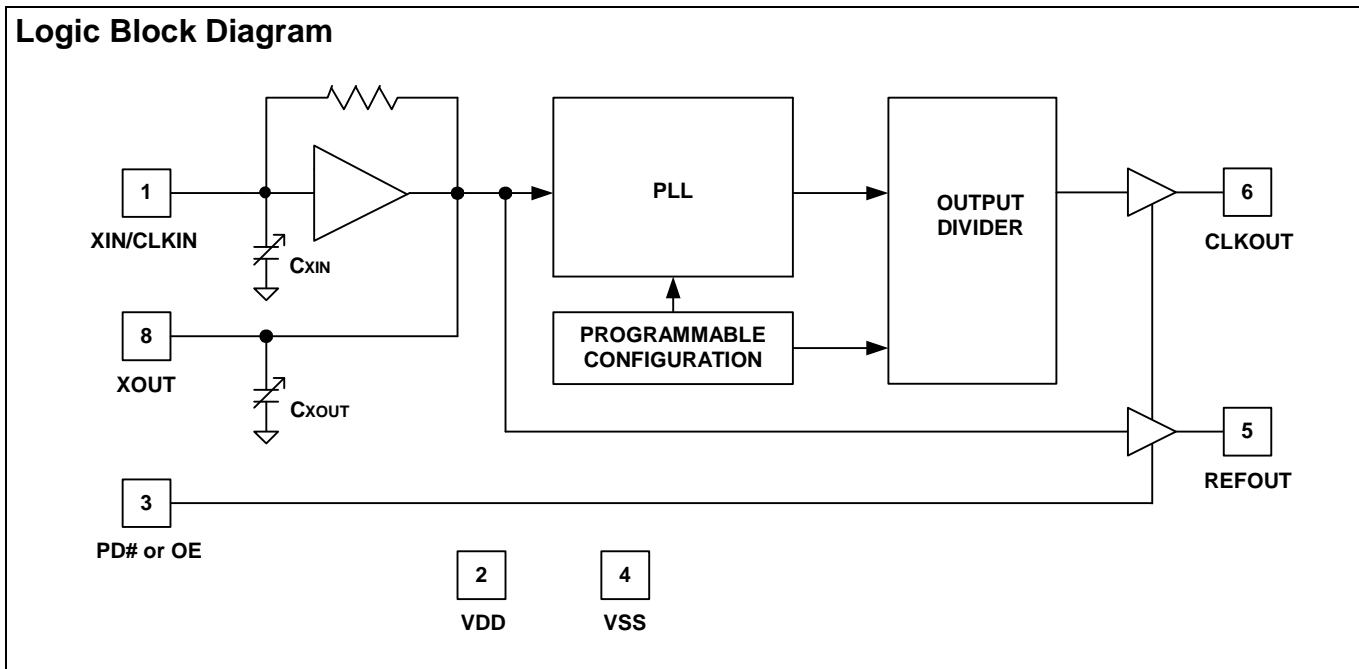 Logic Block Diagram
1
XIN/CLKIN
CXIN
8
XOUT
CXOUT
3
PD# or OE
PLL
PROGRAMMABLE
CONFIGURATION
OUTPUT
DIVIDER
6
CLKOUT
5
REFOUT
2
VDD
4
VSS